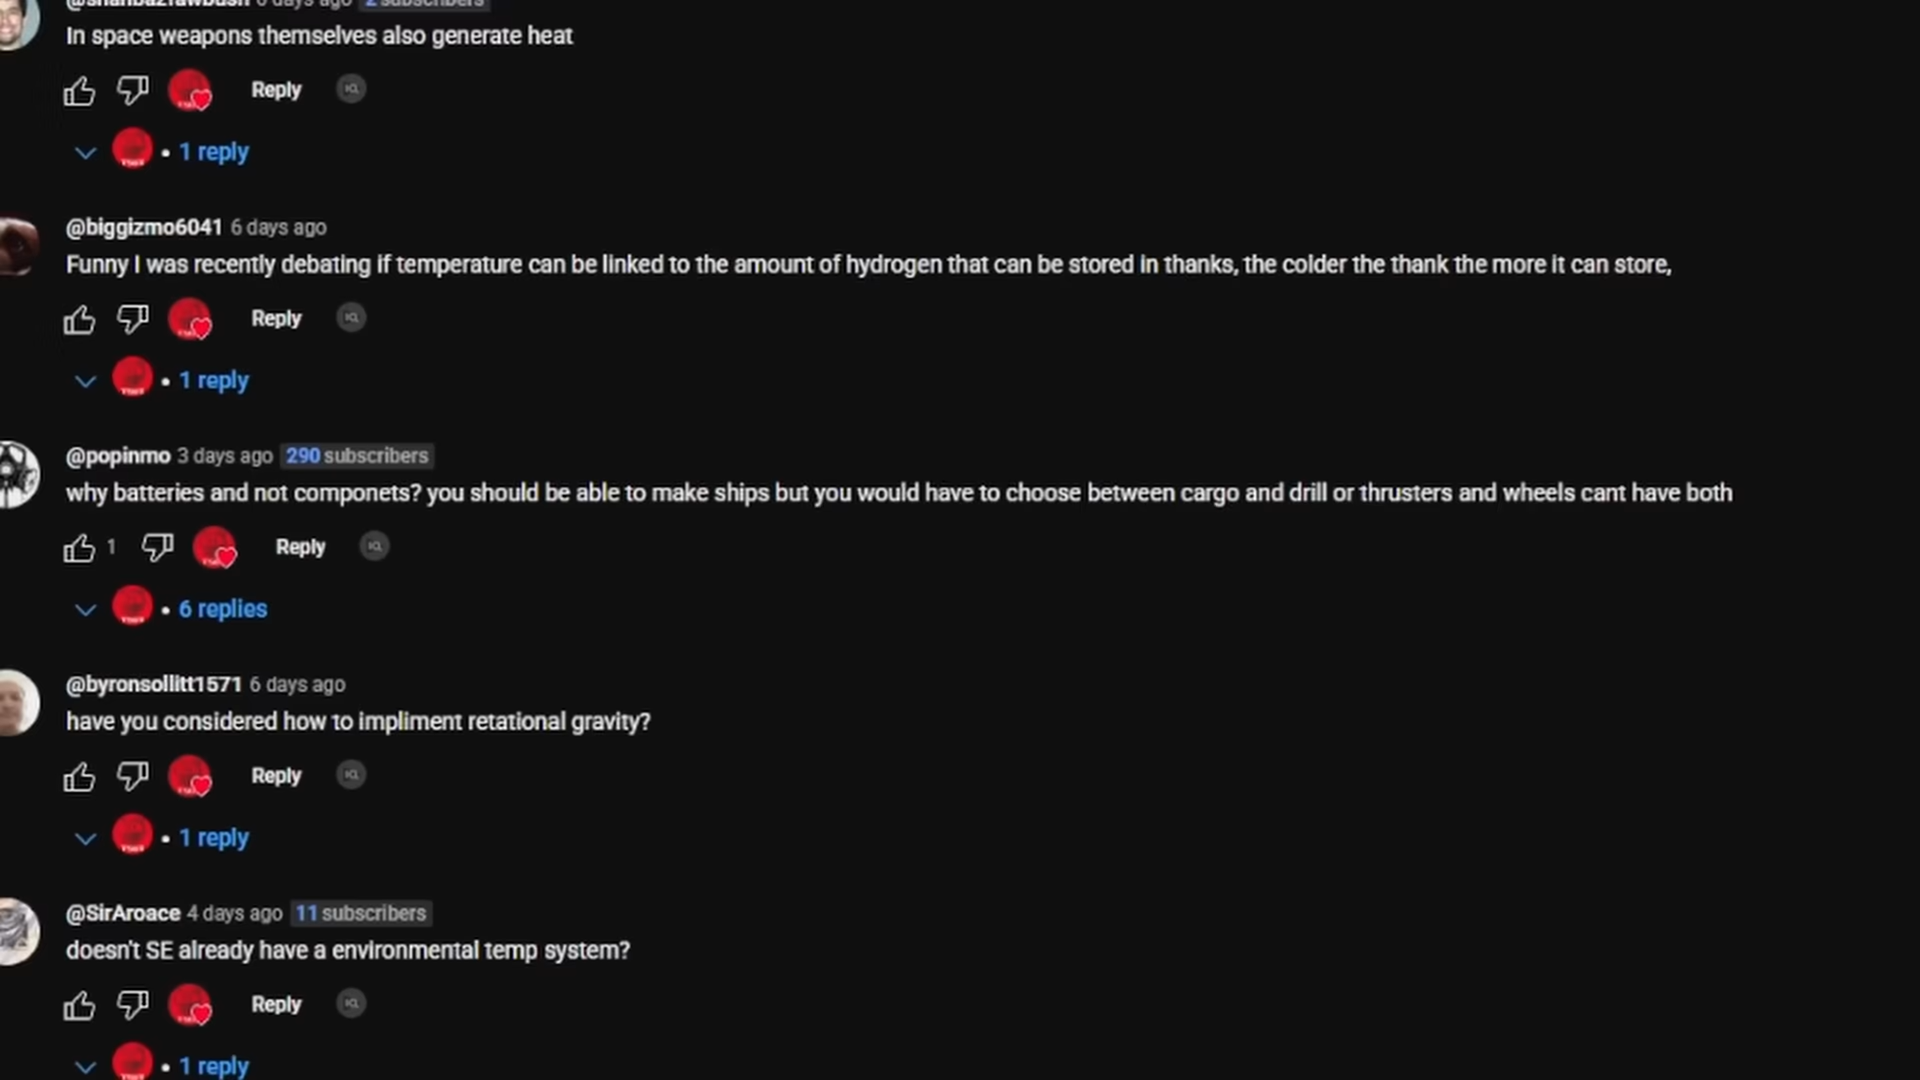 6 days ago 2 subscribers
In space weapons themselves also generate heat
Reply
1 reply
@biggizmo6041 6 days ago
Funny I was recently debating if temperature can be linked to the amount of hydrogen that can be stored in thanks, the colder the thank the more it can store,
Reply
1 reply
@popinmo 3 days ago 290 subscribers
why batteries and not componets? you should be able to make ships but you would have to choose between cargo and drill or thrusters and wheels cant have both
1 Reply
6 replies
@byronsollitt1571 6 days ago
have you considered how to impliment retational gravity?
Reply
1 reply
@SirAroace 4 days ago 11 subscribers
doesn't SE already have a environmental temp system?
Reply
1 reply